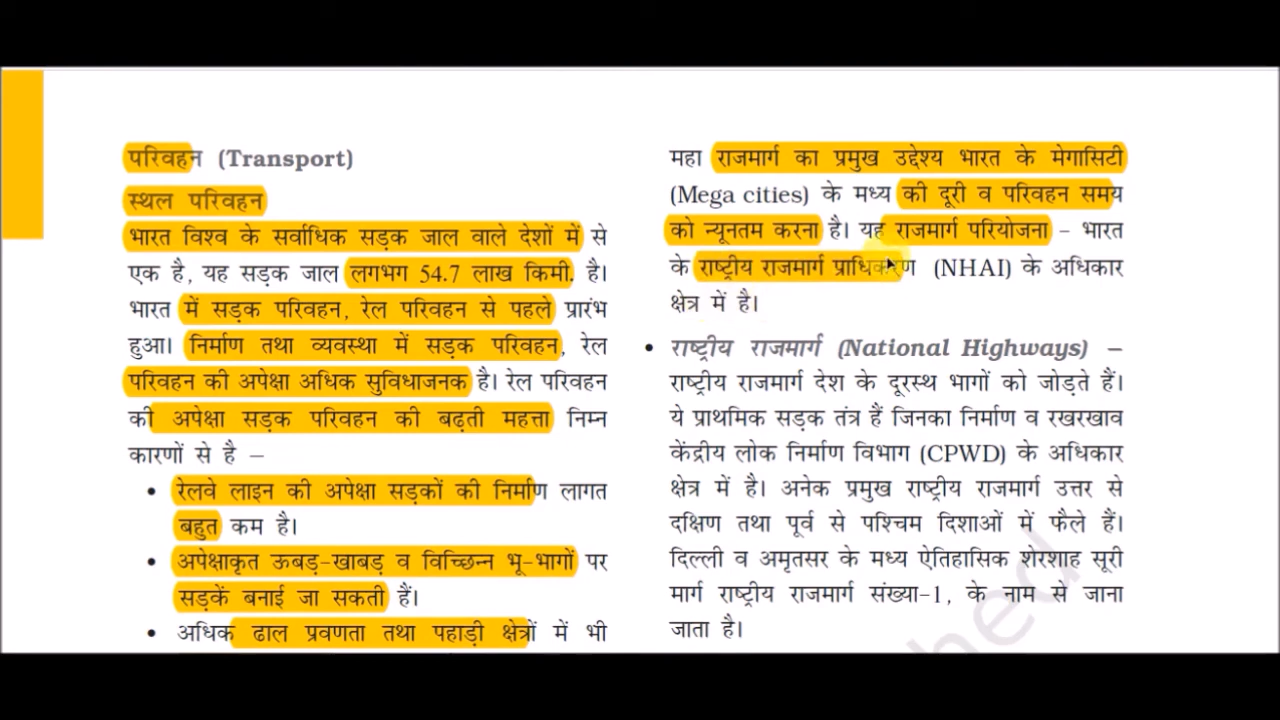 परिवहन (Transport)
स्थल परिवहन
भारत विश्व के सर्वाधिक सड़क जाल वाले देशों में से
एक है, यह सड़क जाल लगभग 54.7 लाख किमी. है।
भारत में सड़क परिवहन, रेल परिवहन से पहले प्रारंभ
हुआ। निर्माण तथा व्यवस्था में सड़क परिवहन, रेल
परिवहन की अपेक्षा अधिक सुविधाजनक है। रेल परिवहन
की अपेक्षा सड़क परिवहन की बढ़ती महत्ता निम्न
कारणों से है –
• रेलवे लाइन की अपेक्षा सड़कों की निर्माण लागत
बहुत कम है।
• अपेक्षाकृत ऊबड़-खाबड़ व विच्छिन्न भू-भागों पर
सड़कें बनाई जा सकती हैं।
• अधिक ढाल प्रवणता तथा पहाड़ी क्षेत्रों में भी
महा राजमार्ग का प्रमुख उद्देश्य भारत के मेगासिटी
(Mega cities) के मध्य की दूरी व परिवहन समय
को न्यूनतम करना है। यह राजमार्ग परियोजना – भारत
के राष्ट्रीय राजमार्ग प्राधिकरण (NHAI) के अधिकार
क्षेत्र में है।
• राष्ट्रीय राजमार्ग (National Highways) –
राष्ट्रीय राजमार्ग देश के दूरस्थ भागों को जोड़ते हैं।
ये प्राथमिक सड़क तंत्र हैं जिनका निर्माण व रखरखाव
केंद्रीय लोक निर्माण विभाग (CPWD) के अधिकार
क्षेत्र में है। अनेक प्रमुख राष्ट्रीय राजमार्ग उत्तर से
दक्षिण तथा पूर्व से पश्चिम दिशाओं में फैले हैं।
दिल्ली व अमृतसर के मध्य ऐतिहासिक शेरशाह सूरी
मार्ग राष्ट्रीय राजमार्ग संख्या-1, के नाम से जाना
जाता है।